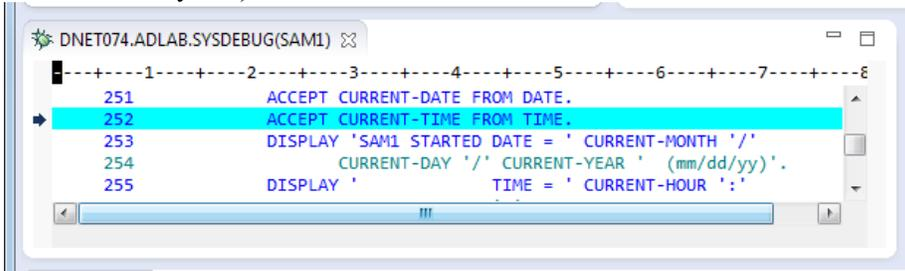 DNET074.ADLAB.SYSDEBUG(SAM1)
----+----1----+----2----+----3----+----4----+----5----+----6----+----7----+----8
251 ACCEPT CURRENT-DATE FROM DATE.
252 ACCEPT CURRENT-TIME FROM TIME.
253 DISPLAY 'SAM1 STARTED DATE = ' CURRENT-MONTH '/'
254 CURRENT-DAY '/' CURRENT-YEAR ' (mm/dd/yy)'.
255 DISPLAY ' TIME = ' CURRENT-HOUR ':'